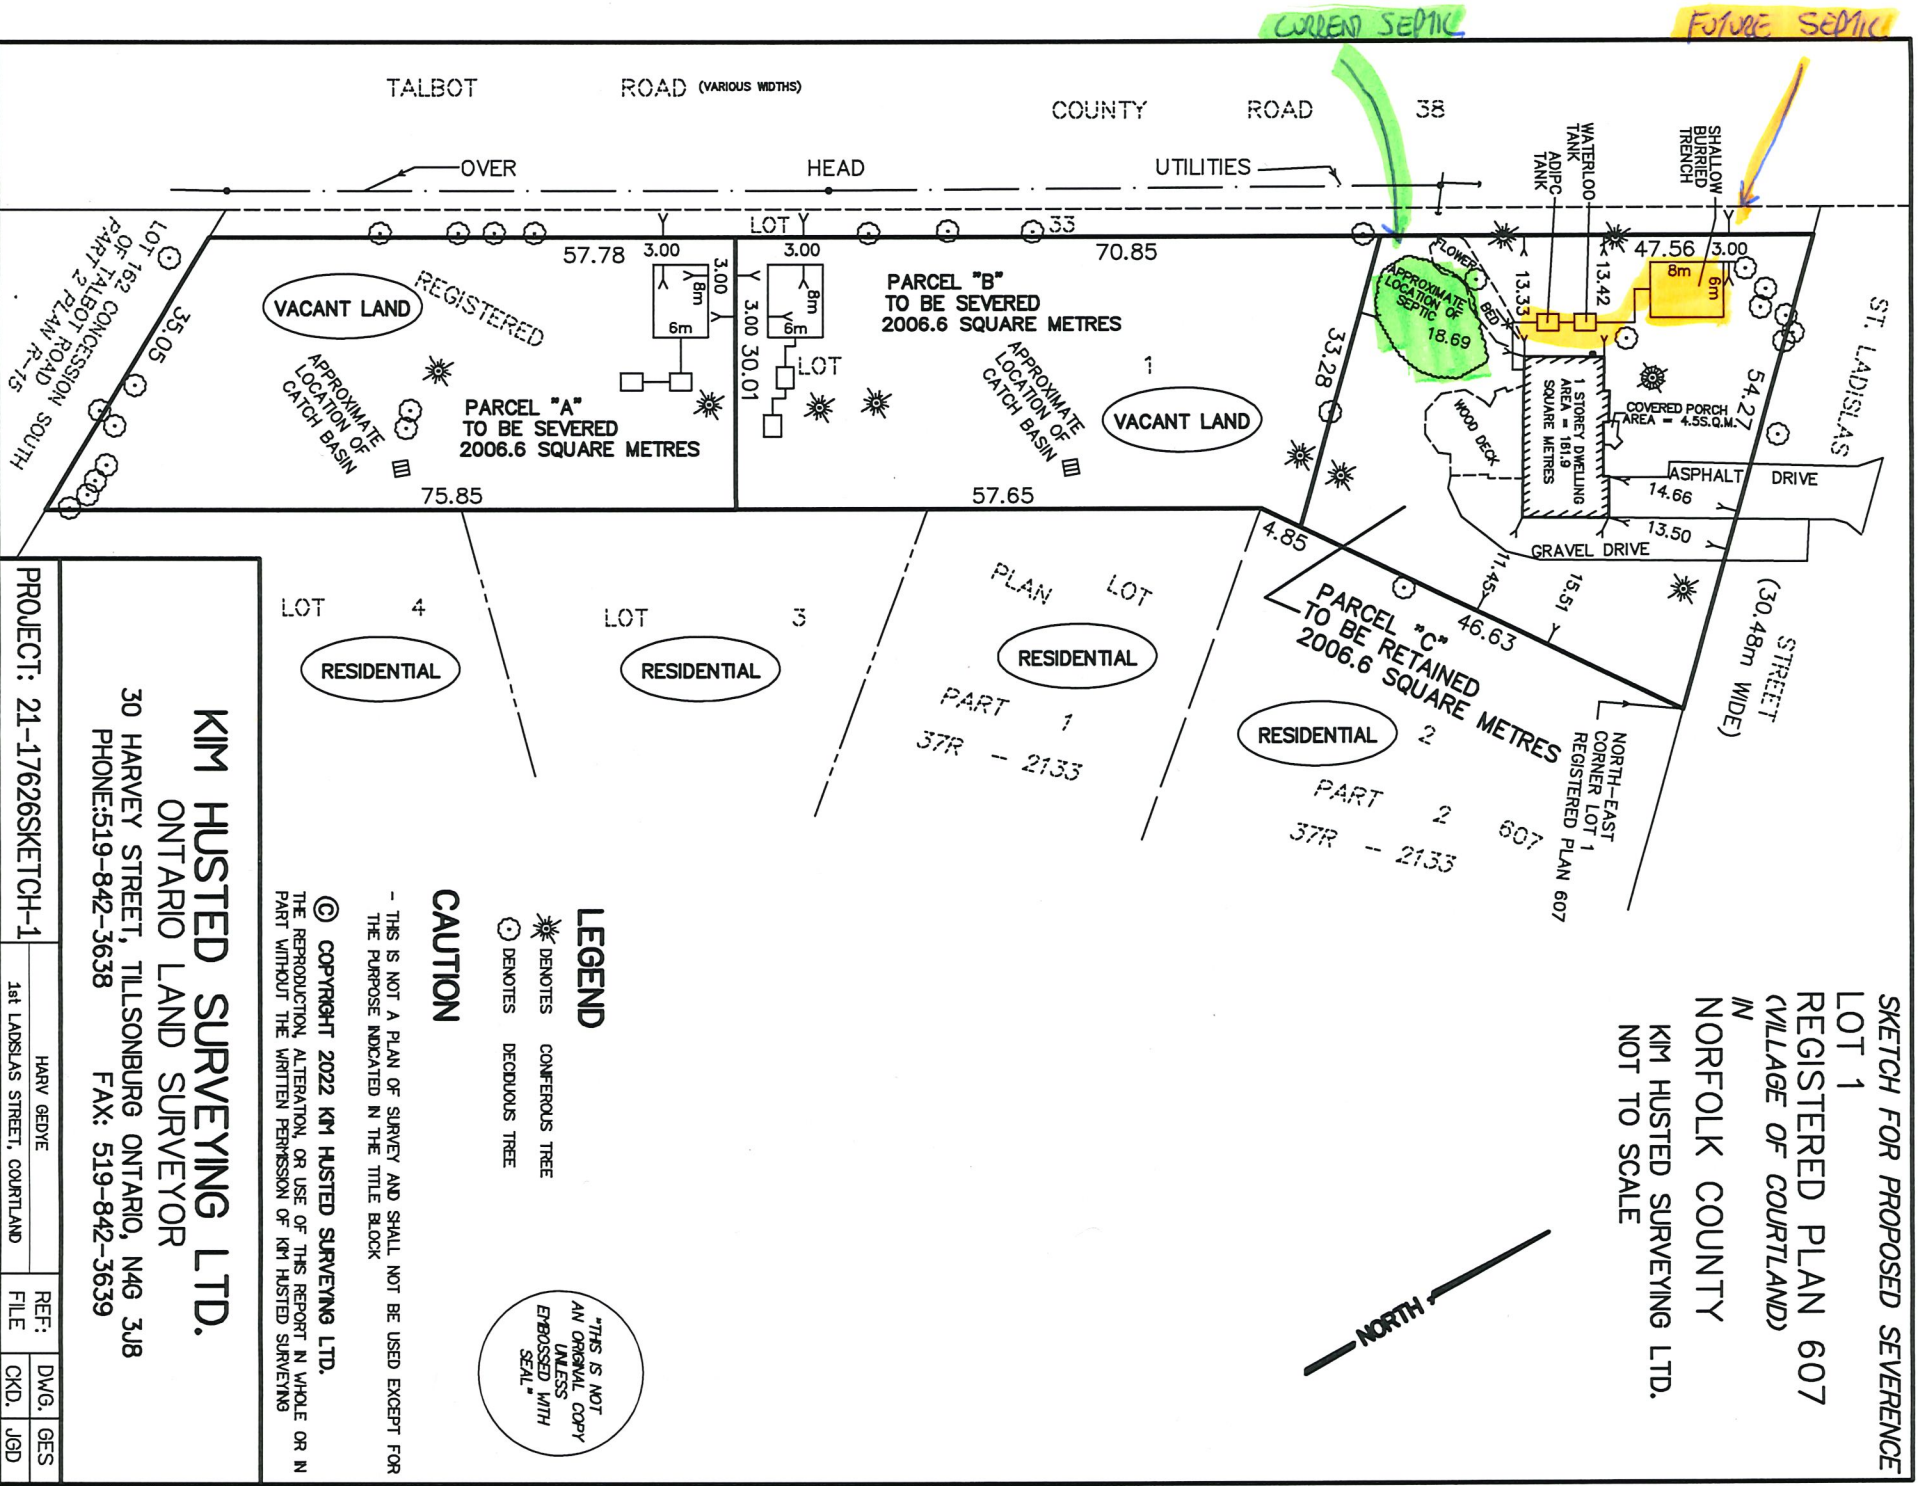 CURRENT SEPTIC
FUTURE SEPTIC
TALBOT ROAD (VARIOUS WIDTHS)
COUNTY ROAD 38
OVER HEAD UTILITIES
WATERLOO
TANK
ADIPC
TANK
SHALLOW
BURRIED
TRENCH
LOT 33
57.78
3.00
3.00
70.85
47.56
3.00
LOT 162 CONCESSION SOUTH
OF TALBOT ROAD
PART 2 PLAN R-15
35.05
VACANT LAND
REGISTERED
8m
6m
3.00
3.00
30.01
8m
6m
LOT
1
PARCEL "B"
TO BE SEVERED
2006.6 SQUARE METRES
APPROXIMATE
LOCATION OF
CATCH BASIN
PARCEL "A"
TO BE SEVERED
2006.6 SQUARE METRES
APPROXIMATE
LOCATION OF
CATCH BASIN
VACANT LAND
75.85
57.65
33.28
FLOWER
BED
APPROXIMATE
LOCATION OF
SEPTIC
18.69
13.33
13.42
8m
6m
WOOD DECK
1 STOREY DWELLING
AREA = 181.9
SQUARE METRES
COVERED PORCH
AREA = 4.5S.Q.M.
54.27
ST. LADISLAS
STREET
(30.48m WIDE)
ASPHALT DRIVE
14.66
13.50
GRAVEL DRIVE
11.45
15.51
4.85
46.63
PARCEL "C"
TO BE RETAINED
2006.6 SQUARE METRES
NORTH-EAST
CORNER LOT 1
REGISTERED PLAN 607
LOT 4
RESIDENTIAL
LOT 3
RESIDENTIAL
PLAN LOT
RESIDENTIAL
PART 1
37R -- 2133
RESIDENTIAL
2
PART 2
607
37R -- 2133
SKETCH FOR PROPOSED SEVERENCE
LOT 1
REGISTERED PLAN 607
(VILLAGE OF COURTLAND)
IN
NORFOLK COUNTY
KIM HUSTED SURVEYING LTD.
NOT TO SCALE
NORTH
LEGEND
DENOTES CONIFEROUS TREE
DENOTES DECIDUOUS TREE
CAUTION
- THIS IS NOT A PLAN OF SURVEY AND SHALL NOT BE USED EXCEPT FOR
THE PURPOSE INDICATED IN THE TITLE BLOCK
© COPYRIGHT 2022 KIM HUSTED SURVEYING LTD.
THE REPRODUCTION, ALTERATION, OR USE OF THIS REPORT IN WHOLE OR IN
PART WITHOUT THE WRITTEN PERMISSION OF KIM HUSTED SURVEYING
"THIS IS NOT
AN ORIGINAL COPY
UNLESS
EMBOSSED WITH
SEAL"
KIM HUSTED SURVEYING LTD.
ONTARIO LAND SURVEYOR
30 HARVEY STREET, TILLSONBURG ONTARIO, N4G 3J8
PHONE:519-842-3638 FAX: 519-842-3639
PROJECT: 21-17626SKETCH-1
HARV GEDYE
1st LADISLAS STREET, COURTLAND
REF:
FILE
DWG. GES
CKD. JGD